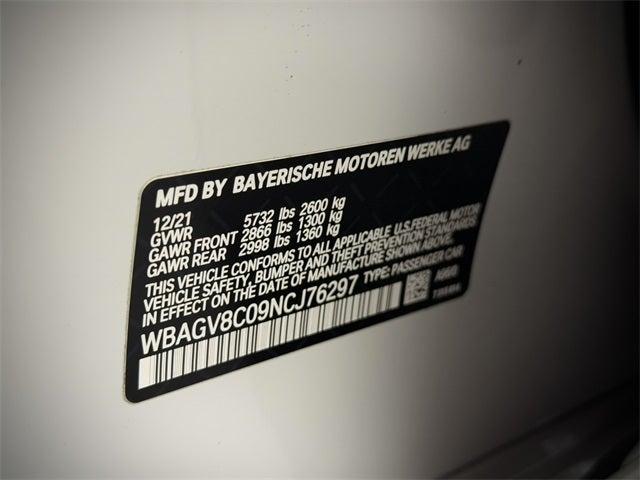 MFD BY BAYERISCHE MOTOREN WERKE AG
12/21
GVWR 5732 lbs 2600 kg
GAWR FRONT 2866 lbs 1300 kg
GAWR REAR 2998 lbs 1360 kg
THIS VEHICLE CONFORMS TO ALL APPLICABLE U.S. FEDERAL MOTOR
VEHICLE SAFETY, BUMPER AND THEFT PREVENTION STANDARDS
IN EFFECT ON THE DATE OF MANUFACTURE SHOWN ABOVE.
WBAGV8C09NCJ76297 TYPE: PASSENGER CAR